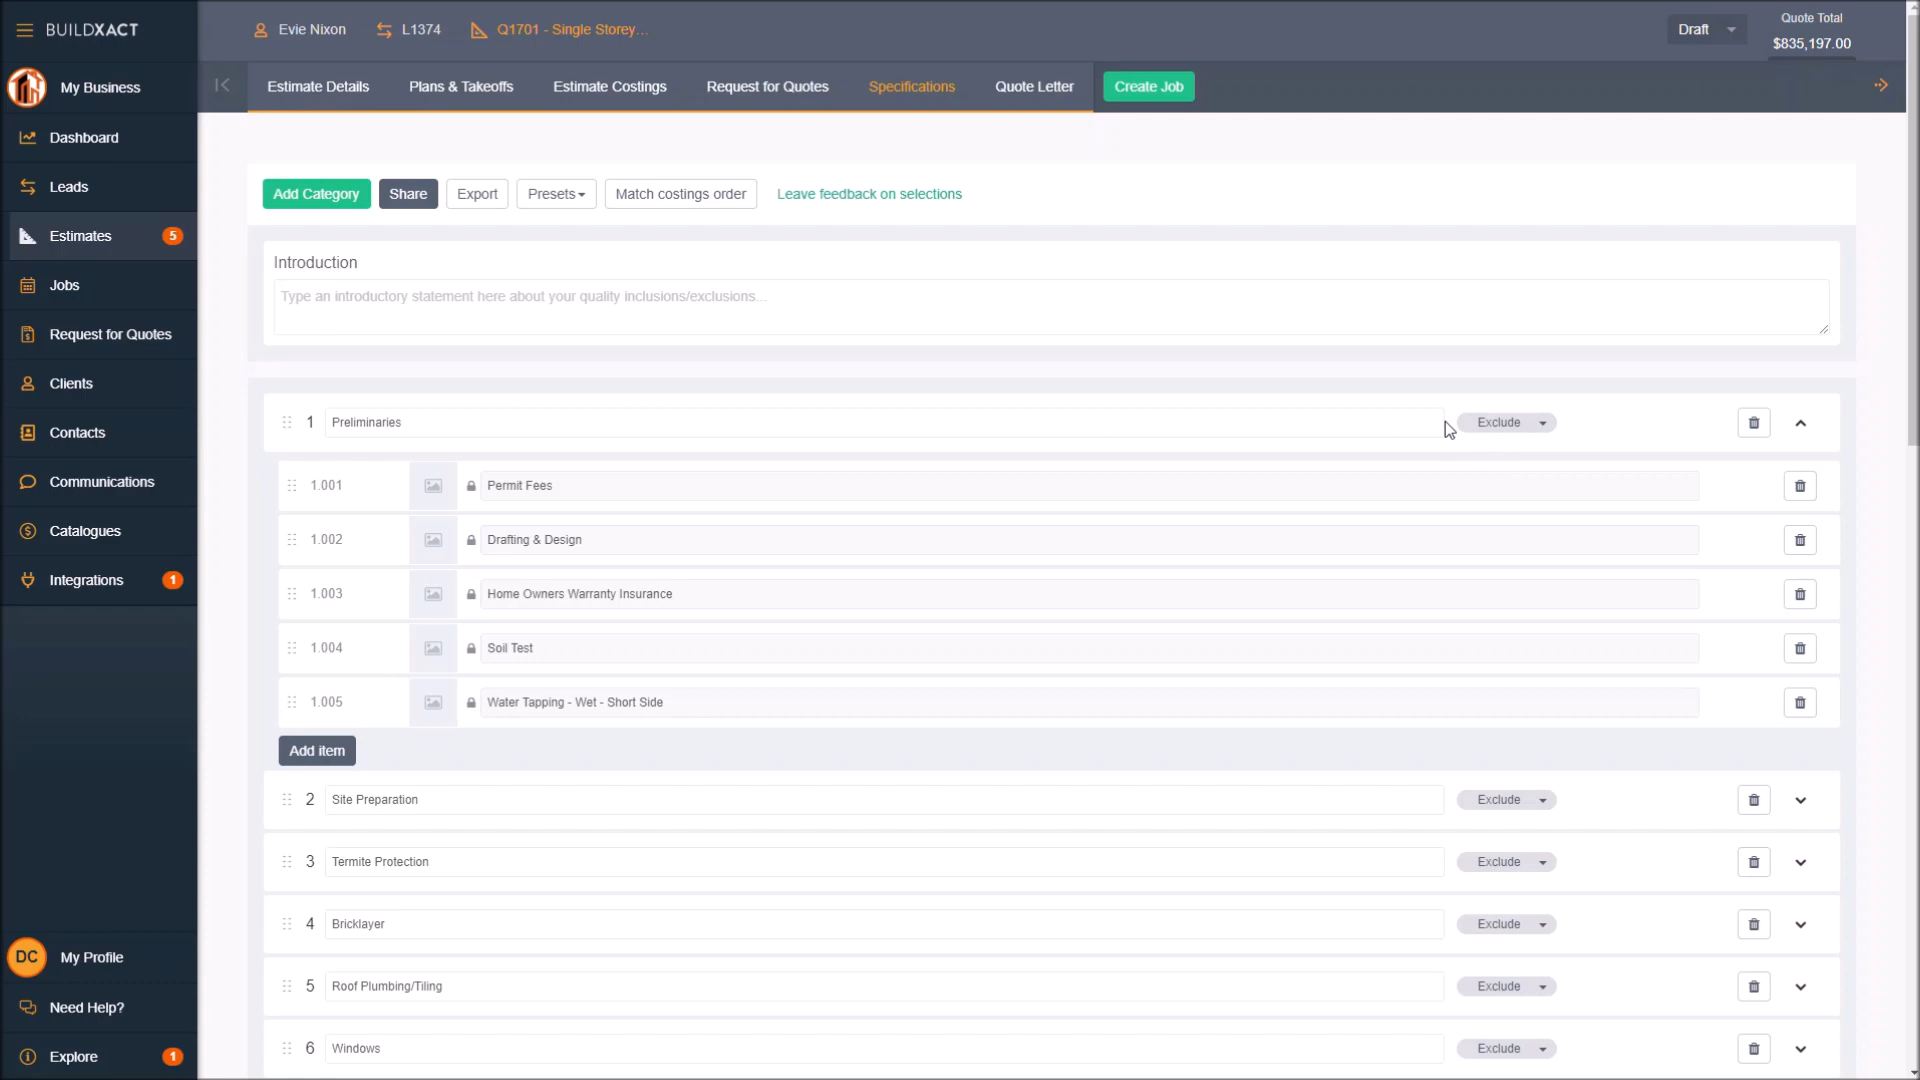 BUILDXACT
Evie Nixon
L1374
Q1701 - Single Storey...
Draft
Quote Total
$835,197.00
My Business
Estimate Details
Plans & Takeoffs
Estimate Costings
Request for Quotes
Specifications
Quote Letter
Create Job
Dashboard
Leads
Estimates
5
Jobs
Request for Quotes
Clients
Contacts
Communications
Catalogues
Integrations
1
DC
My Profile
Need Help?
Explore
1
Add Category
Share
Export
Presets
Match costings order
Leave feedback on selections
Introduction
Type an introductory statement here about your quality inclusions/exclusions...
1 Preliminaries Exclude
1.001 Permit Fees
1.002 Drafting & Design
1.003 Home Owners Warranty Insurance
1.004 Soil Test
1.005 Water Tapping - Wet - Short Side
Add item
2 Site Preparation Exclude
3 Termite Protection Exclude
4 Bricklayer Exclude
5 Roof Plumbing/Tiling Exclude
6 Windows Exclude